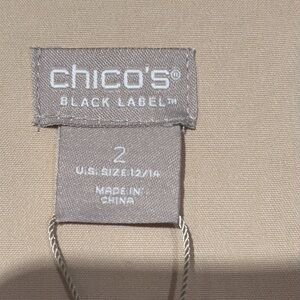 chico's®
BLACK LABEL™
2
U.S. SIZE 12/14
MADE IN
CHINA